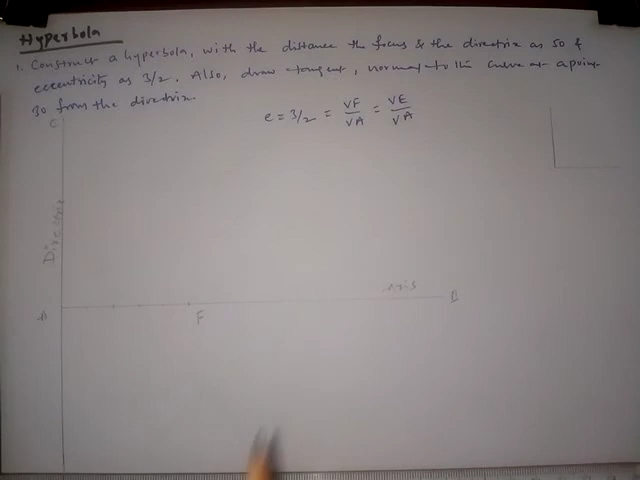 Hyperbola
1. Construct a hyperbola, with the distance the focus & the directrix as 50 &
eccentricity as 3/2. Also, draw tangent, normal to the curve at a point
30 from the directrix.
e = 3/2 = VF/VA = VE/VA
C
Directrix
Axis
A
F
B